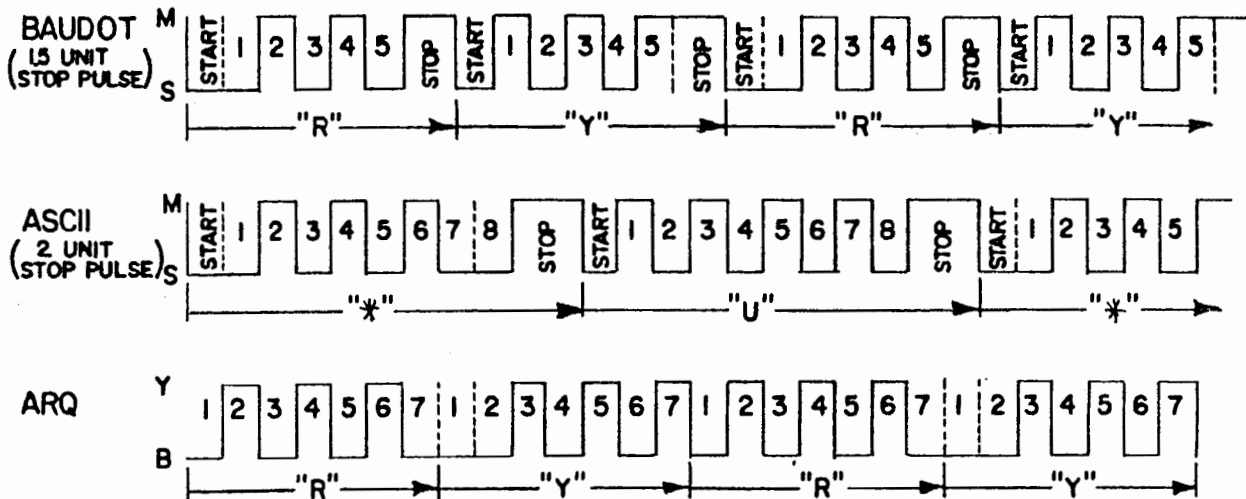 BAUDOT
(1.5 UNIT
STOP PULSE)
M
S
START 1 2 3 4 5 STOP START 1 2 3 4 5 STOP START 1 2 3 4 5 STOP START 1 2 3 4 5
"R" "Y" "R" "Y"
ASCII
(2 UNIT
STOP PULSE)
M
S
START 1 2 3 4 5 6 7 8 STOP START 1 2 3 4 5 6 7 8 STOP START 1 2 3 4 5
"*" "U" "*"
ARQ
Y
B
1 2 3 4 5 6 7 1 2 3 4 5 6 7 1 2 3 4 5 6 7 1 2 3 4 5 6 7
"R" "Y" "R" "Y"